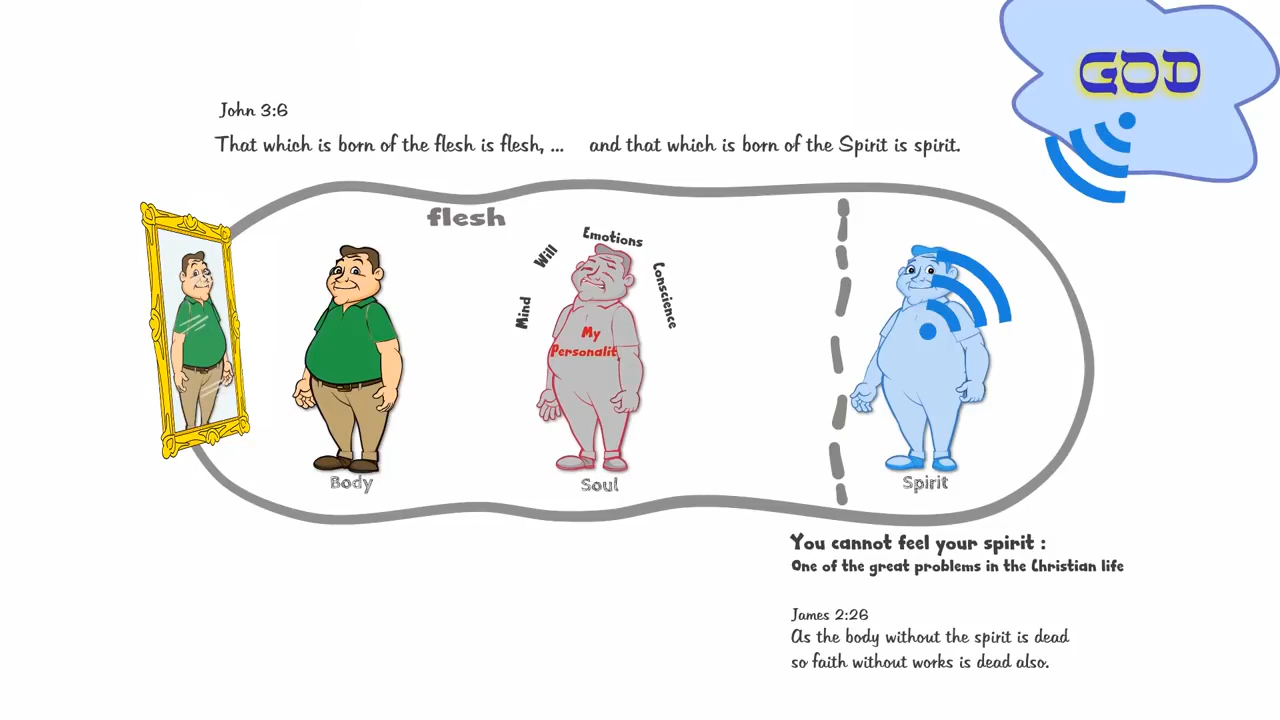 GOD
John 3:6
That which is born of the flesh is flesh, ... and that which is born of the Spirit is spirit.
flesh
Emotions
Will
Conscience
Mind
My
Personalit
Body
Soul
Spirit
You cannot feel your spirit :
One of the great problems in the Christian life
James 2:26
As the body without the spirit is dead
so faith without works is dead also.